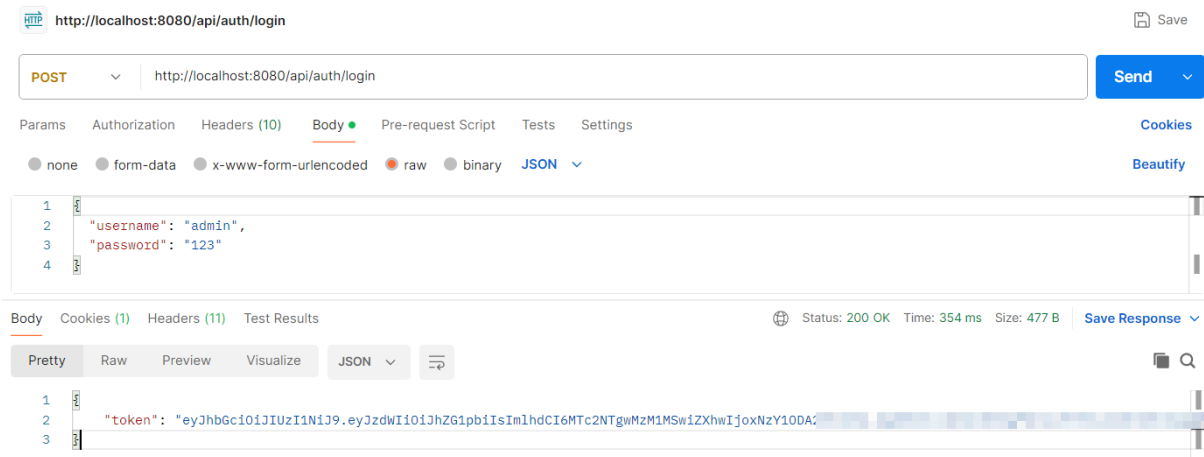 HTTP http://localhost:8080/api/auth/login Save
POST http://localhost:8080/api/auth/login Send
Params Authorization Headers (10) Body Pre-request Script Tests Settings Cookies
none form-data x-www-form-urlencoded raw binary JSON Beautify
1 {
2 "username": "admin",
3 "password": "123"
4 }
Body Cookies (1) Headers (11) Test Results Status: 200 OK Time: 354 ms Size: 477 B Save Response
Pretty Raw Preview Visualize JSON
1 {
2 "token": "eyJhbGciOiJIUzI1NiJ9.eyJzdWIiOiJhZG1pbiIsImlhdCI6MTc2NTgwMzM1MSwiZXhwIjoxNzY1ODA2
3 }